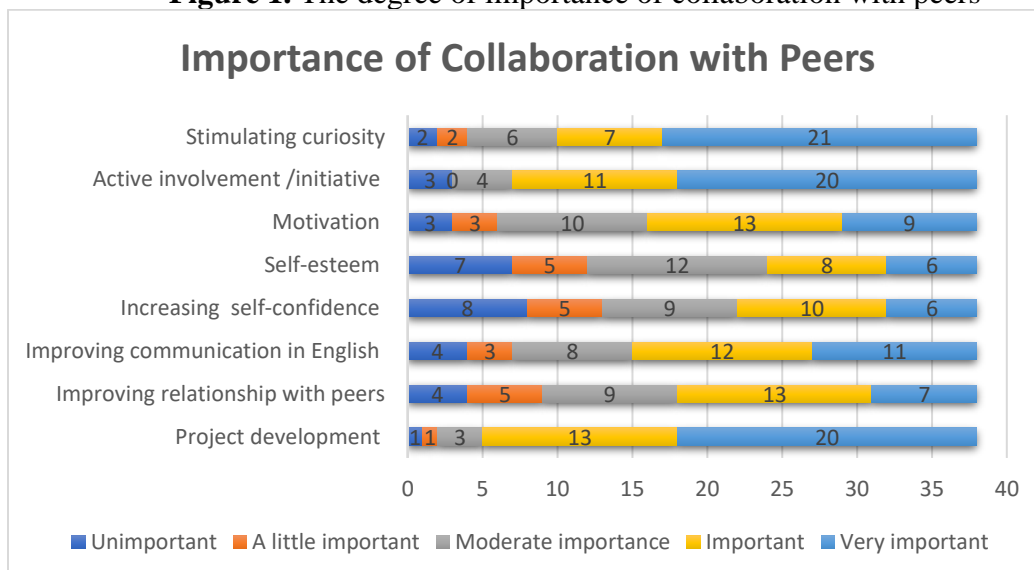 Figure 1. The degree of importance of collaboration with peers
Importance of Collaboration with Peers
Stimulating curiosity 2 2 6 7 21
Active involvement /initiative 3 0 4 11 20
Motivation 3 3 10 13 9
Self-esteem 7 5 12 8 6
Increasing self-confidence 8 5 9 10 6
Improving communication in English 4 3 8 12 11
Improving relationship with peers 4 5 9 13 7
Project development 1 1 3 13 20
0 5 10 15 20 25 30 35 40
Unimportant A little important Moderate importance Important Very important